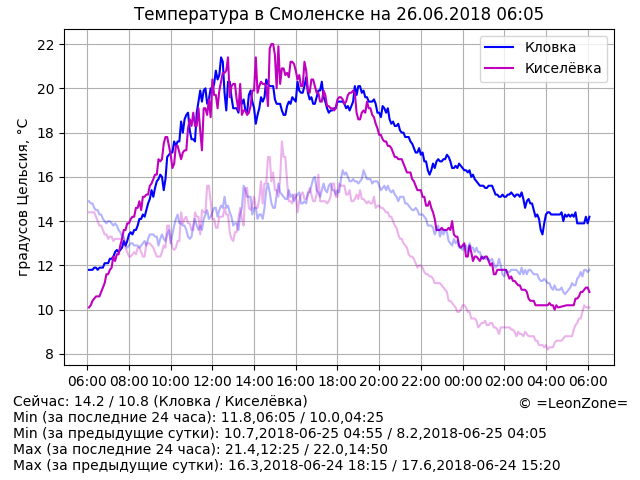 Температура в Смоленске на 26.06.2018 06:05
градусов Цельсия, °C
22
20
18
16
14
12
10
8
Кловка
Киселёвка
06:00 08:00 10:00 12:00 14:00 16:00 18:00 20:00 22:00 00:00 02:00 04:00 06:00
Сейчас: 14.2 / 10.8 (Кловка / Киселёвка)
© =LeonZone=
Min (за последние 24 часа): 11.8,06:05 / 10.0,04:25
Min (за предыдущие сутки): 10.7,2018-06-25 04:55 / 8.2,2018-06-25 04:05
Max (за последние 24 часа): 21.4,12:25 / 22.0,14:50
Max (за предыдущие сутки): 16.3,2018-06-24 18:15 / 17.6,2018-06-24 15:20